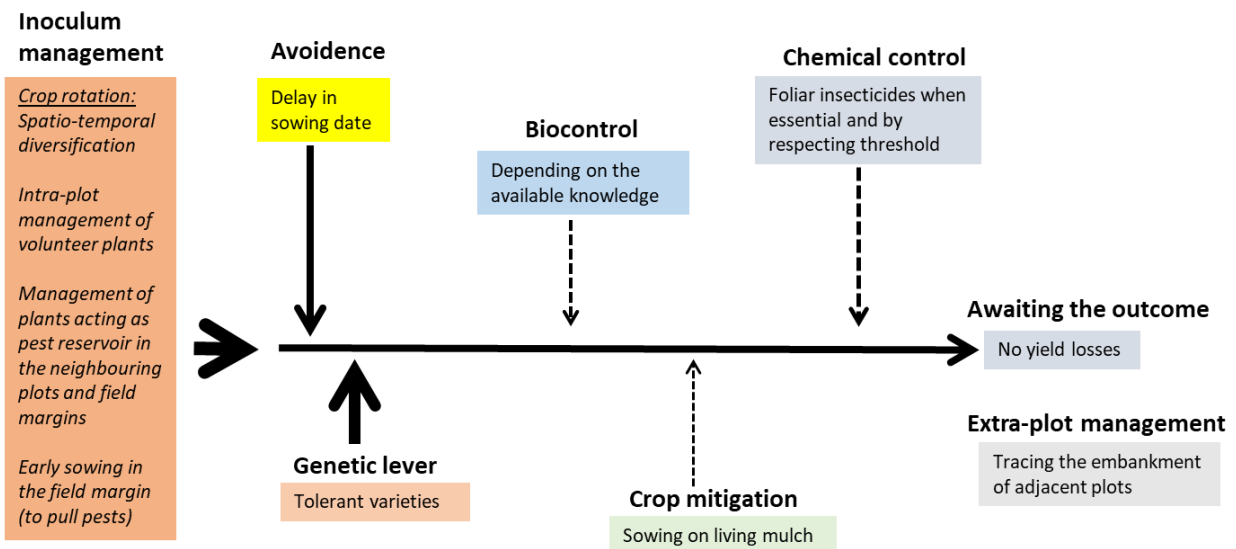 Inoculum
management
Crop rotation:
Spatio-temporal
diversification
Intra-plot
management of
volunteer plants
Management of
plants acting as
pest reservoir in
the neighbouring
plots and field
margins
Early sowing in
the field margin
(to pull pests)
Avoidence
Delay in
sowing date
Genetic lever
Tolerant varieties
Biocontrol
Depending on the
available knowledge
Crop mitigation
Sowing on living mulch
Chemical control
Foliar insecticides when
essential and by
respecting threshold
Awaiting the outcome
No yield losses
Extra-plot management
Tracing the embankment
of adjacent plots